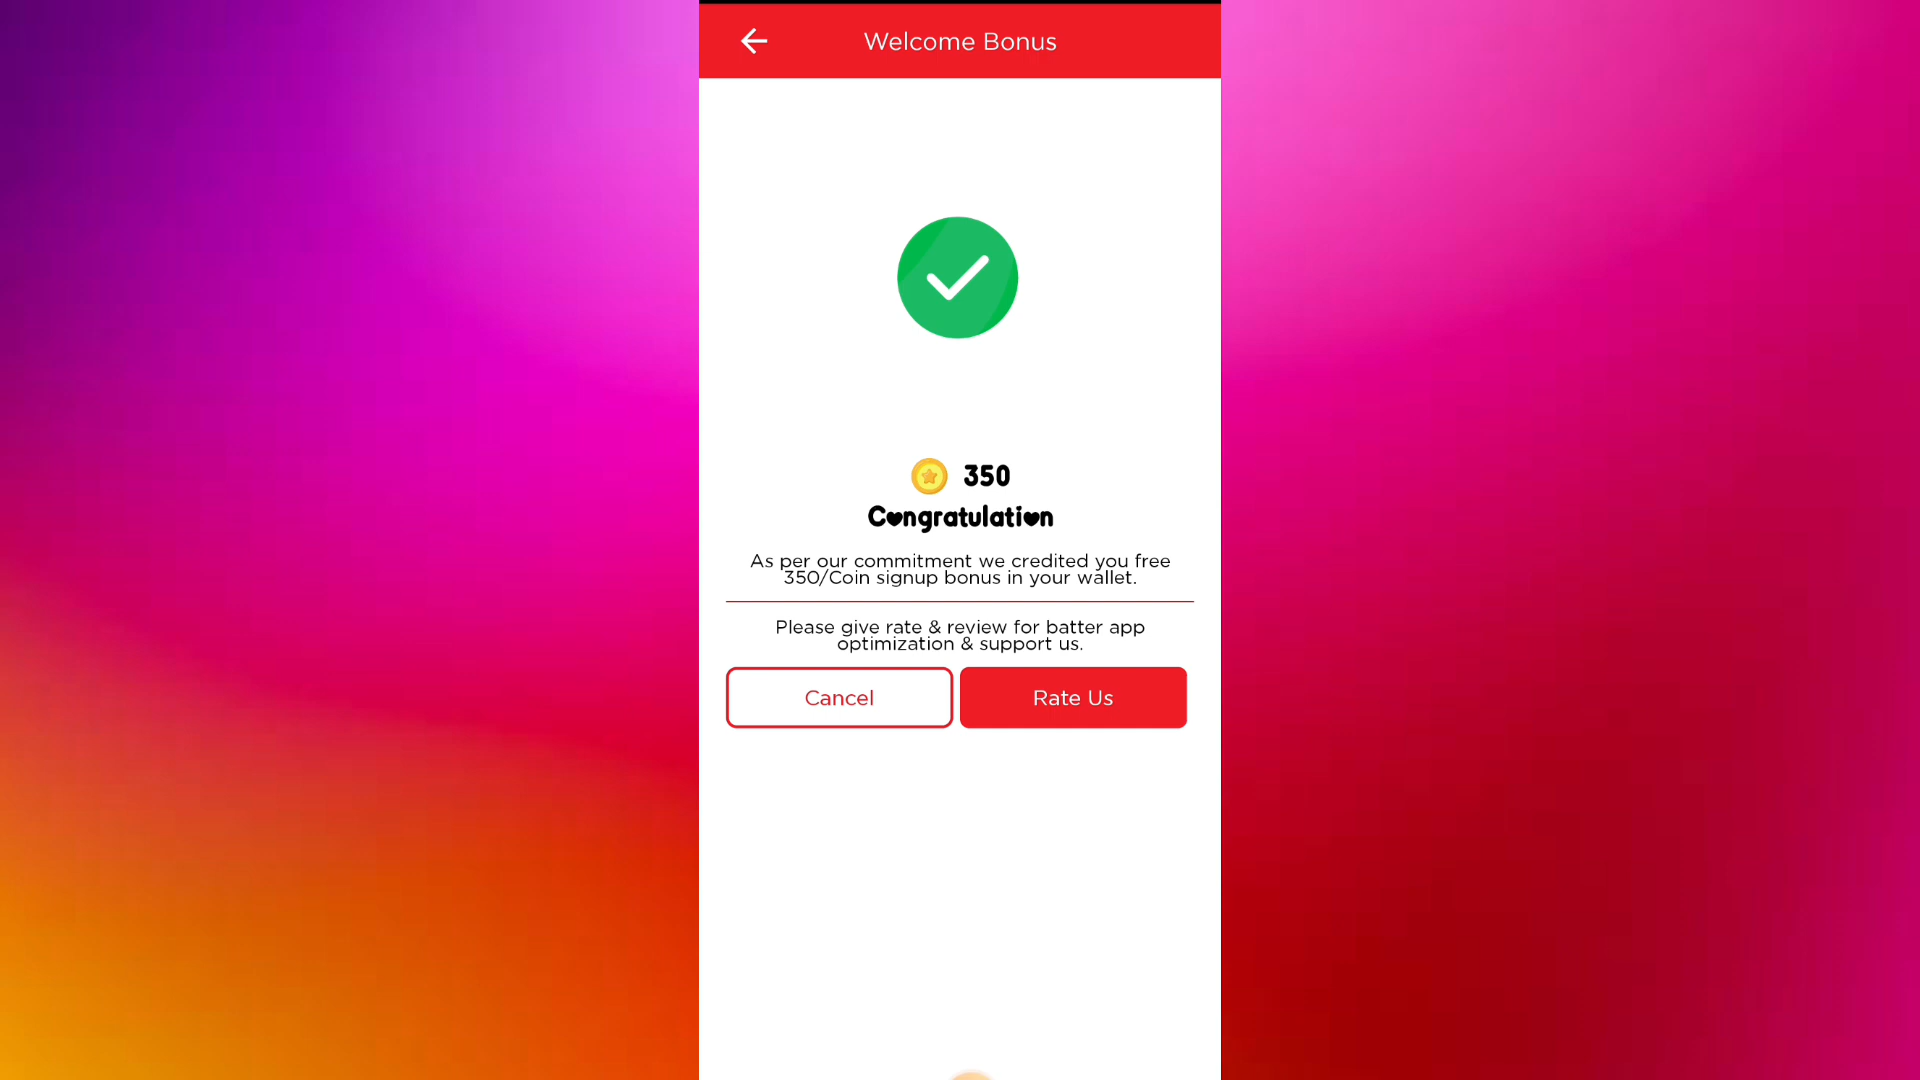 Welcome Bonus
350
Congratulation
As per our commitment we credited you free
350/Coin signup bonus in your wallet.
Please give rate & review for batter app
optimization & support us.
Cancel
Rate Us